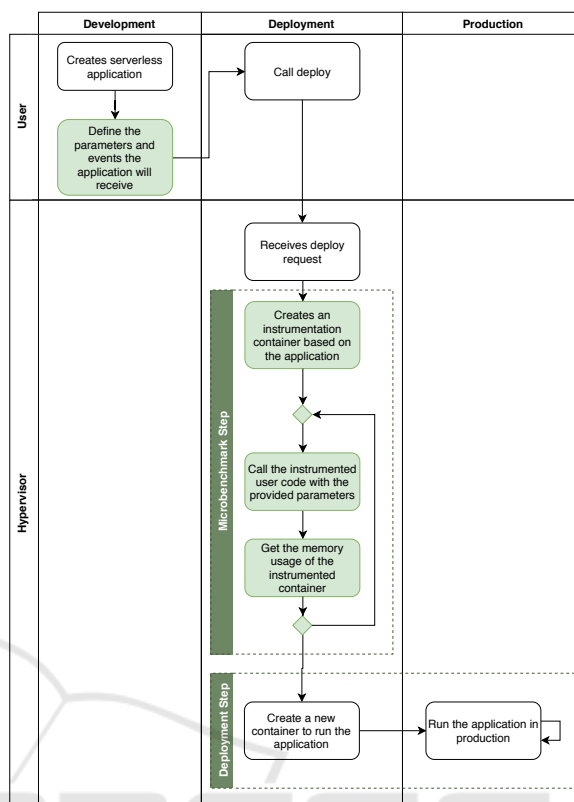 Development
Deployment
Production
User
Creates serverless
application
Call deploy
Define the
parameters and
events the
application will
receive
Hypervisor
Receives deploy
request
Microbenchmark Step
Creates an
instrumentation
container based on
the application
Call the instrumented
user code with the
provided parameters
Get the memory
usage of the
instrumented
container
Deployment Step
Create a new
container to run the
application
Run the application in
production